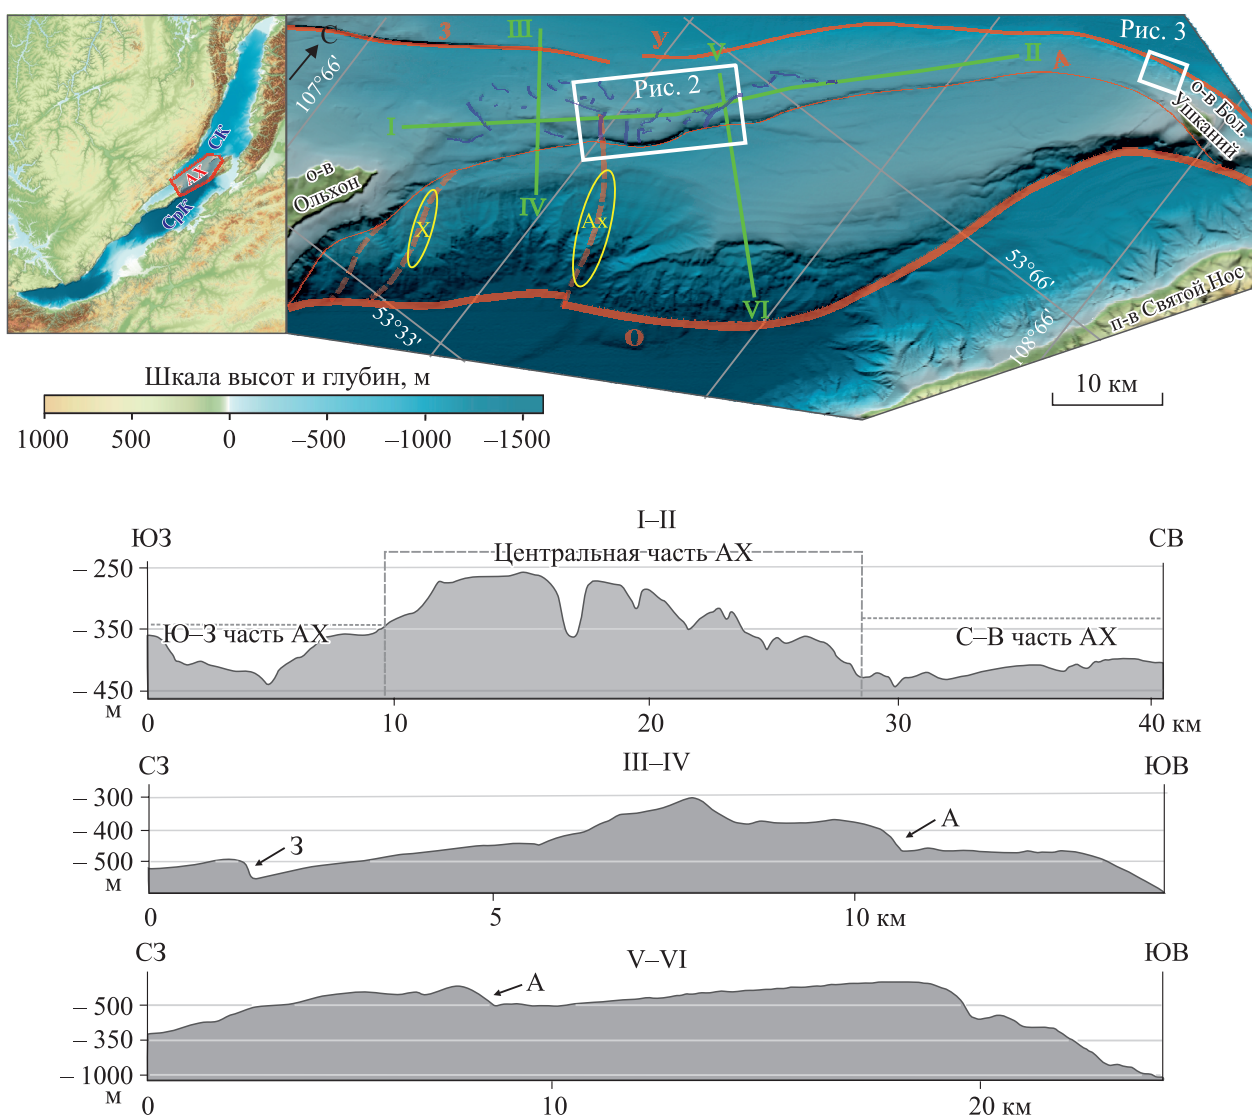 СК
АХ
СрК
С
107°66'
З
III
У
V
II
А
Рис. 3
Рис. 2
I
о-в Бол.
Ушканий
о-в
Ольхон
IV
Х
Ах
VI
О
53°33'
53°66'
108°66'
п-в Святой Нос
Шкала высот и глубин, м
1000 500 0 –500 –1000 –1500
10 км
I–II
ЮЗ
СВ
Центральная часть АХ
– 250
– 350
– 450
м
Ю–З часть АХ
С–В часть АХ
0 10 20 30 40 км
III–IV
СЗ
ЮВ
– 300
– 400
– 500
м
З
А
0 5 10 км
V–VI
СЗ
ЮВ
– 500
– 350
– 1000
м
А
0 10 20 км